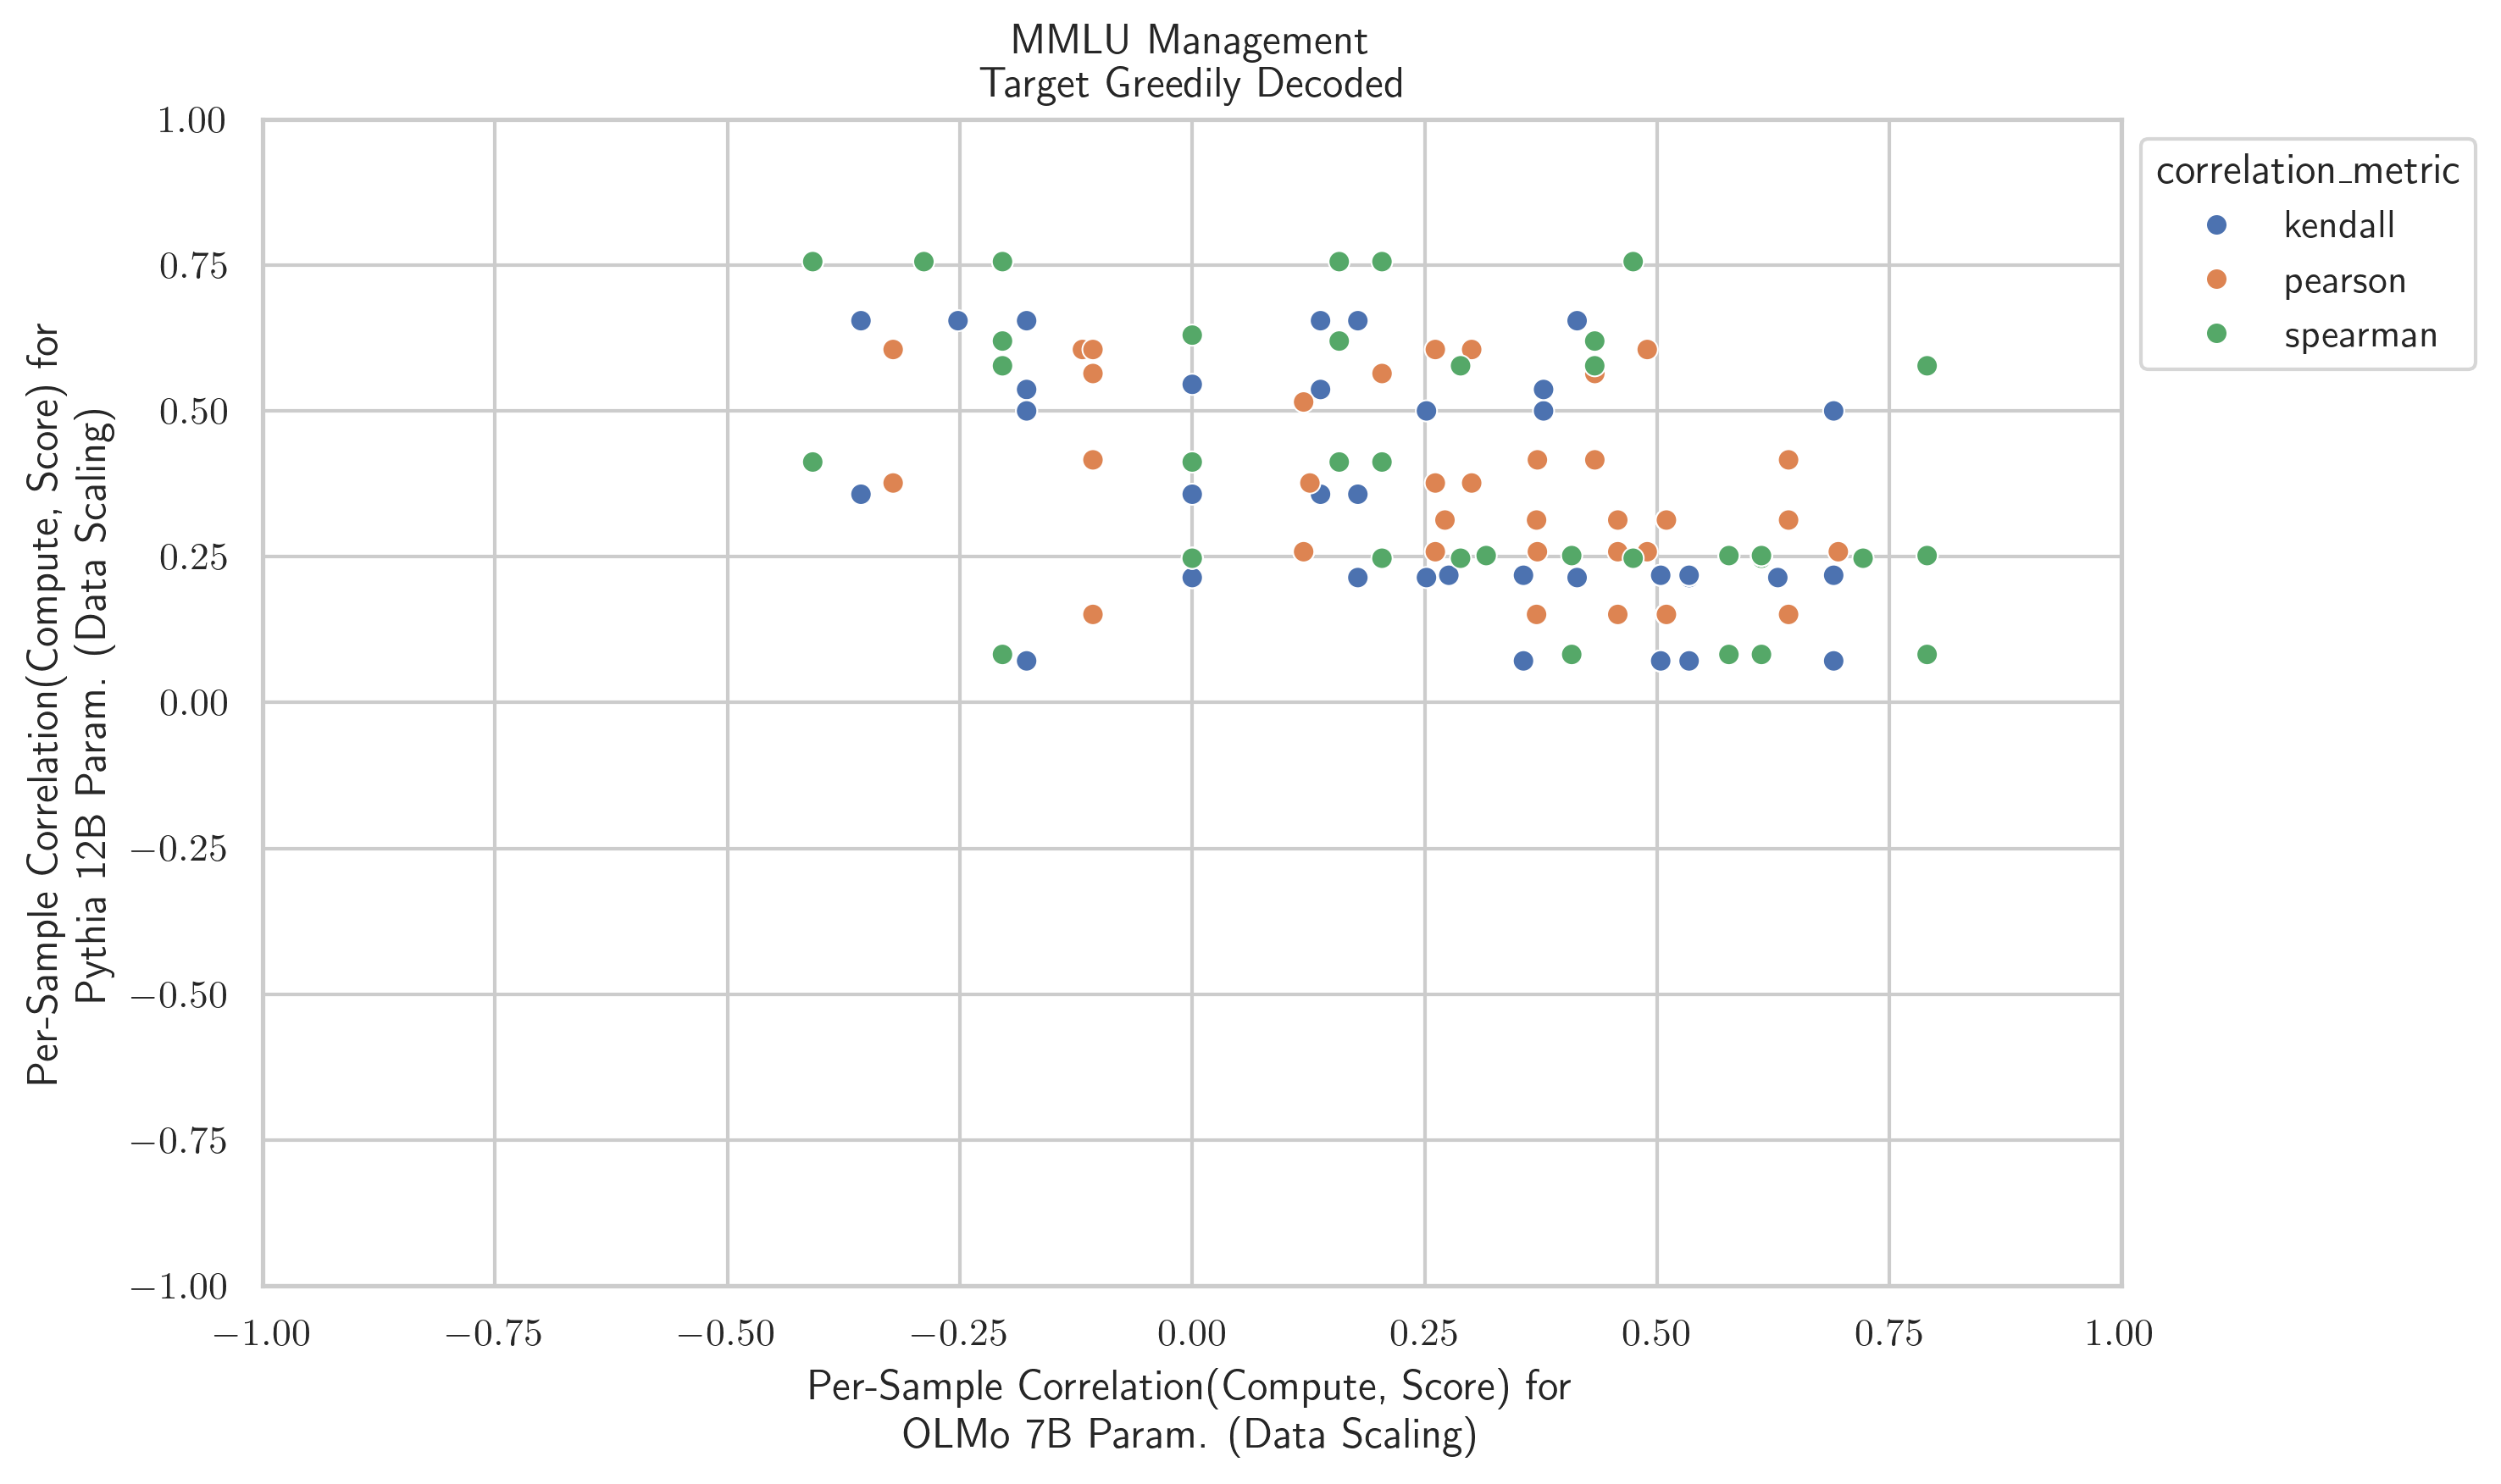 MMLU Management
Target Greedily Decoded
Per-Sample Correlation(Compute, Score) for
Pythia 12B Param. (Data Scaling)
1.00
0.75
0.50
0.25
0.00
−0.25
−0.50
−0.75
−1.00
correlation_metric
kendall
pearson
spearman
−1.00 −0.75 −0.50 −0.25 0.00 0.25 0.50 0.75 1.00
Per-Sample Correlation(Compute, Score) for
OLMo 7B Param. (Data Scaling)